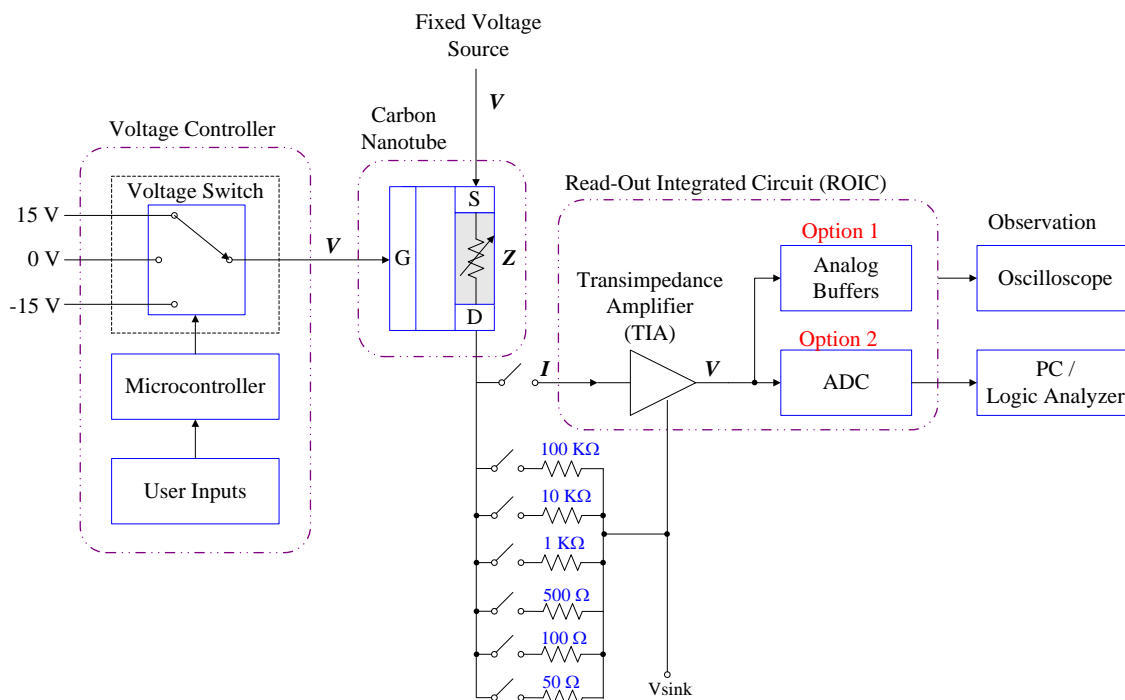 Fixed Voltage
Source
V
Carbon
Nanotube
Voltage Controller
Voltage Switch
15 V
0 V
-15 V
V
G
S
Z
D
Microcontroller
User Inputs
Read-Out Integrated Circuit (ROIC)
Transimpedance
Amplifier
(TIA)
I
V
Option 1
Analog
Buffers
Option 2
ADC
Observation
Oscilloscope
PC /
Logic Analyzer
100 KΩ
10 KΩ
1 KΩ
500 Ω
100 Ω
50 Ω
Vsink